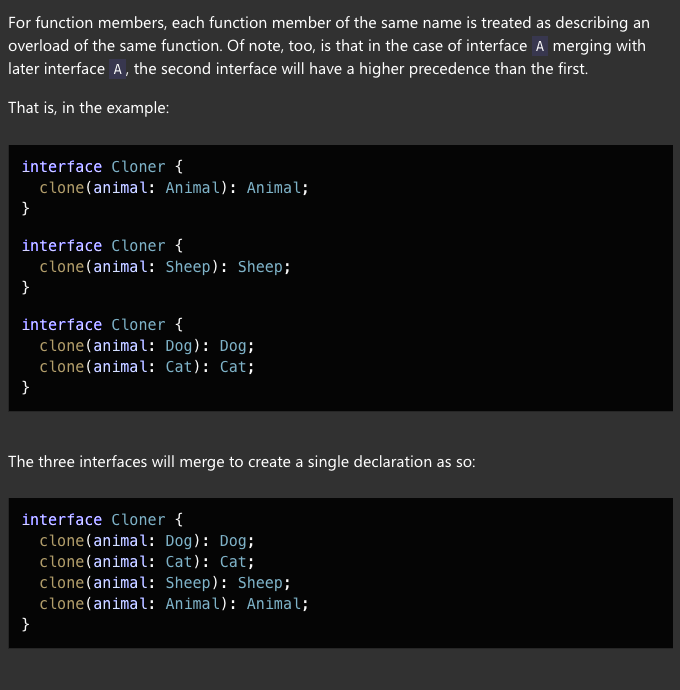 For function members, each function member of the same name is treated as describing an
overload of the same function. Of note, too, is that in the case of interface A merging with
later interface A, the second interface will have a higher precedence than the first.
That is, in the example:
interface Cloner {
  clone(animal: Animal): Animal;
}
interface Cloner {
  clone(animal: Sheep): Sheep;
}
interface Cloner {
  clone(animal: Dog): Dog;
  clone(animal: Cat): Cat;
}
The three interfaces will merge to create a single declaration as so:
interface Cloner {
  clone(animal: Dog): Dog;
  clone(animal: Cat): Cat;
  clone(animal: Sheep): Sheep;
  clone(animal: Animal): Animal;
}